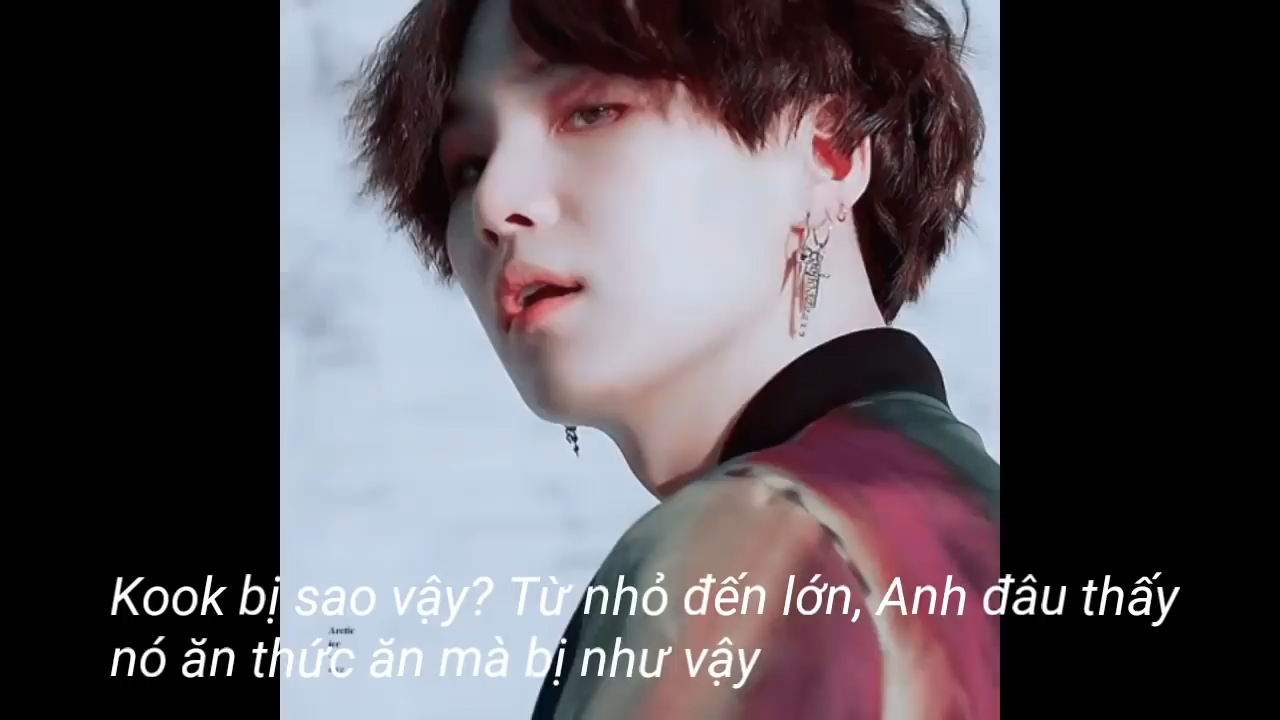 Kook bị sao vậy? Từ nhỏ đến lớn, Anh đâu thấy
nó ăn thức ăn mà bị như vậy
Arctic